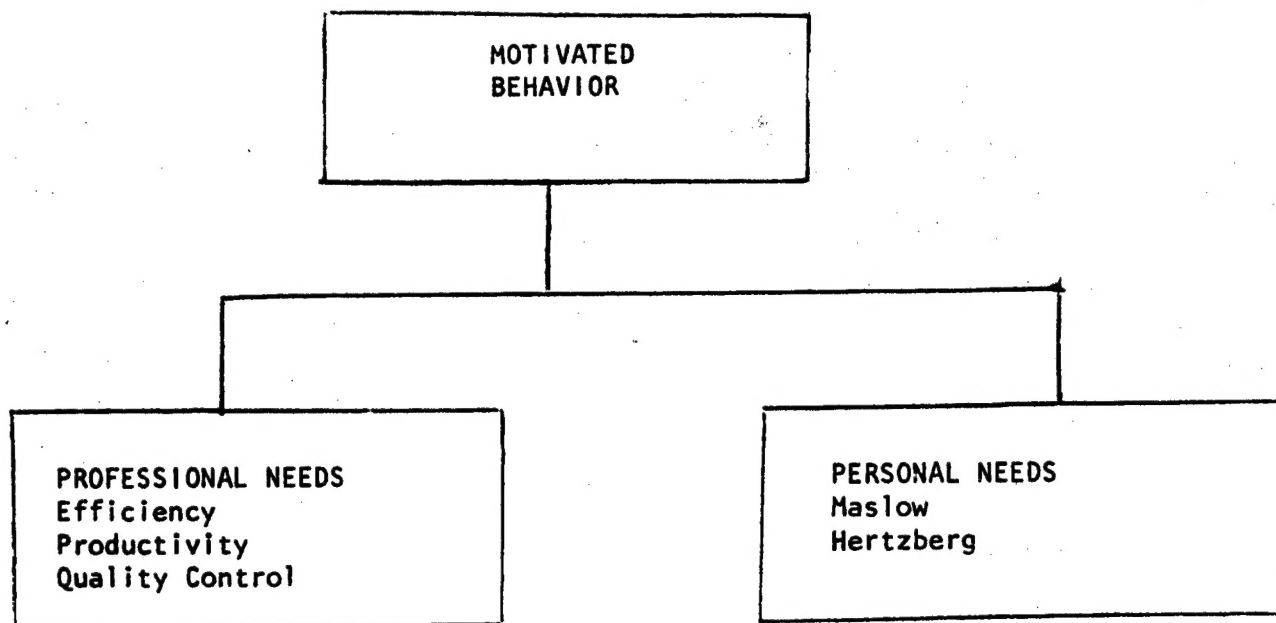 MOTIVATED
BEHAVIOR
PROFESSIONAL NEEDS
Efficiency
Productivity
Quality Control
PERSONAL NEEDS
Maslow
Hertzberg